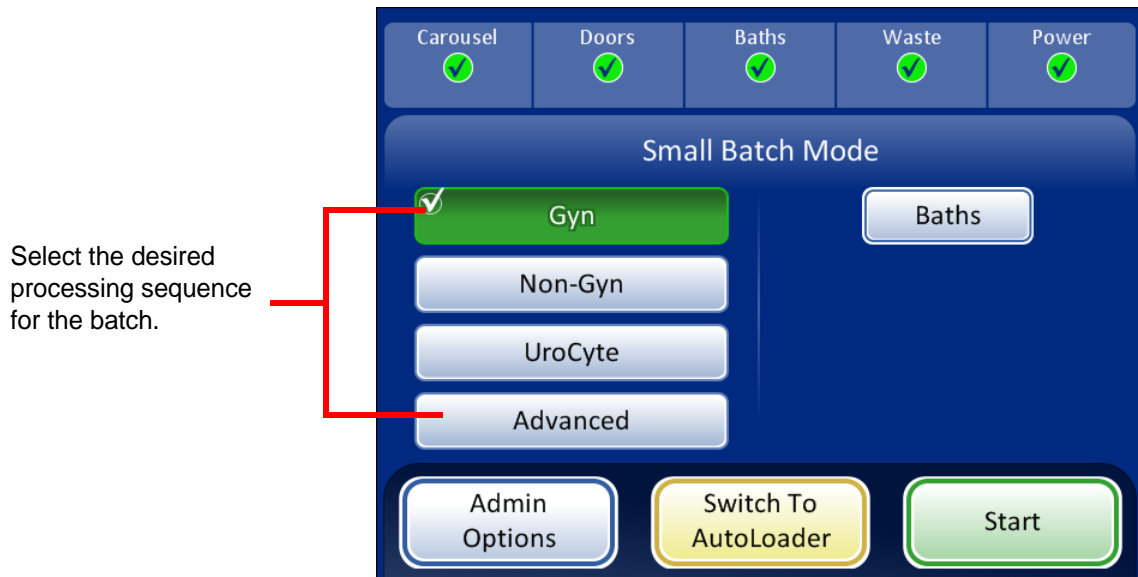 Carousel
Doors
Baths
Waste
Power
Small Batch Mode
Select the desired
processing sequence
for the batch.
Gyn
Baths
Non-Gyn
UroCyte
Advanced
Admin
Options
Switch To
AutoLoader
Start